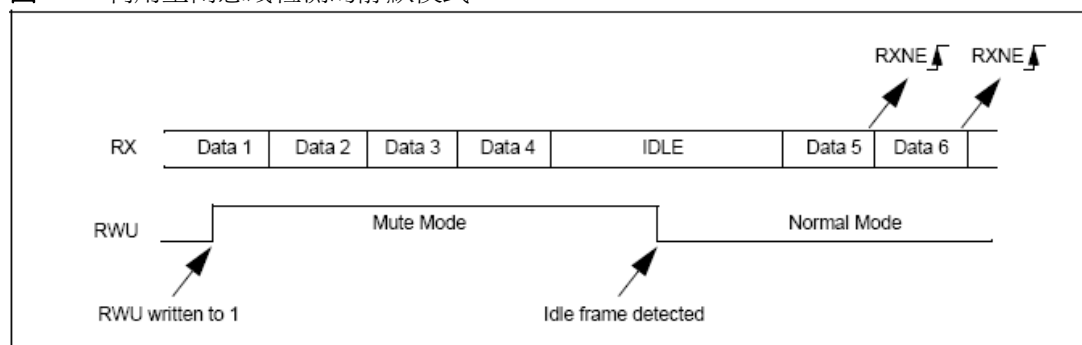 RXNE RXNE
RX Data 1 Data 2 Data 3 Data 4 IDLE Data 5 Data 6
RWU Mute Mode Normal Mode
RWU written to 1 Idle frame detected